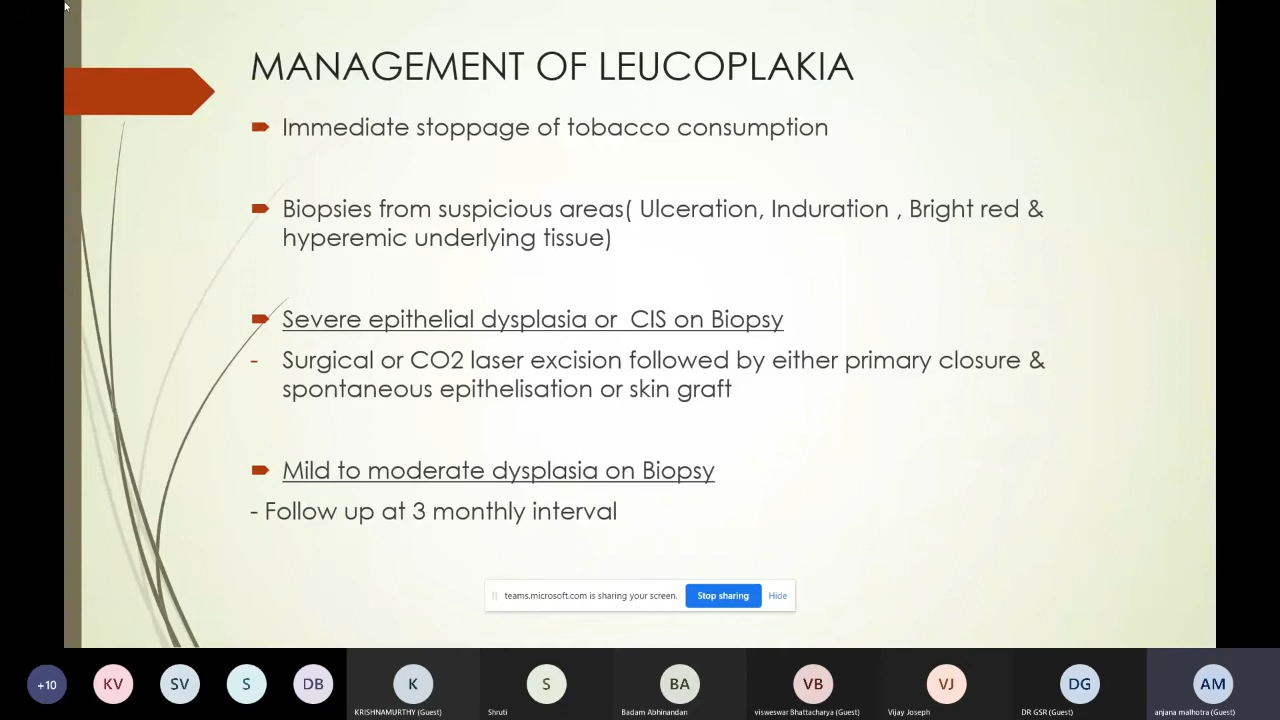 MANAGEMENT OF LEUCOPLAKIA
Immediate stoppage of tobacco consumption
Biopsies from suspicious areas( Ulceration, Induration , Bright red &
hyperemic underlying tissue)
Severe epithelial dysplasia or  CIS on Biopsy
- Surgical or CO2 laser excision followed by either primary closure &
spontaneous epithelisation or skin graft
Mild to moderate dysplasia on Biopsy
- Follow up at 3 monthly interval
teams.microsoft.com is sharing your screen. Stop sharing Hide
+10 KV SV S DB K S BA VB VJ DG AM
KRISHNAMURTHY (Guest) Shruti Badam Abhinandan visweswar Bhattacharya (Guest) Vijay Joseph DR GSR (Guest) anjana malhotra (Guest)